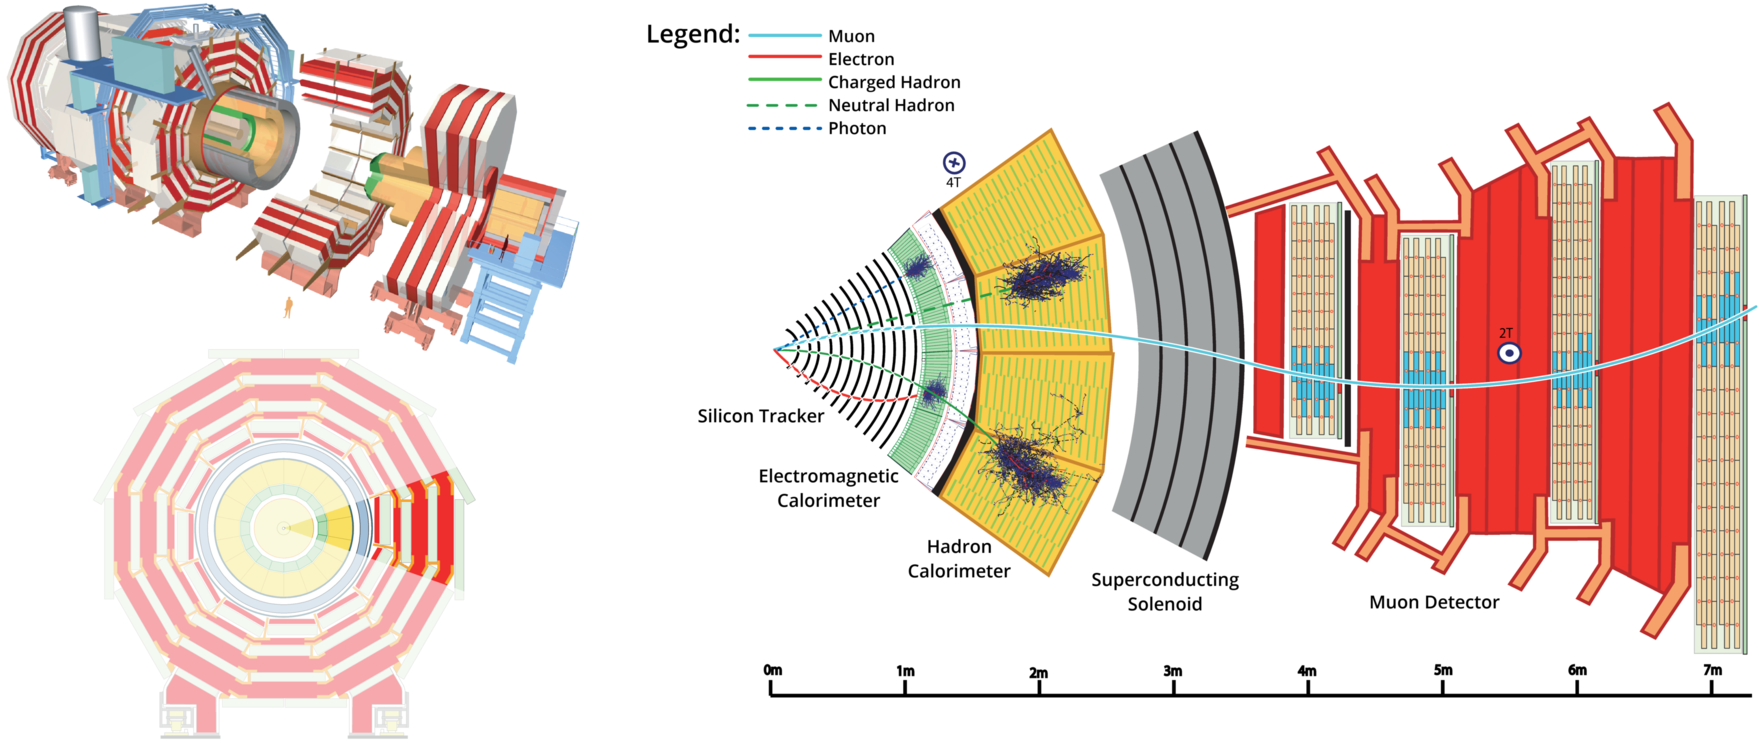 Legend:
Muon
Electron
Charged Hadron
Neutral Hadron
Photon
4T
2T
Silicon Tracker
Electromagnetic
Calorimeter
Hadron
Calorimeter
Superconducting
Solenoid
Muon Detector
0m 1m 2m 3m 4m 5m 6m 7m